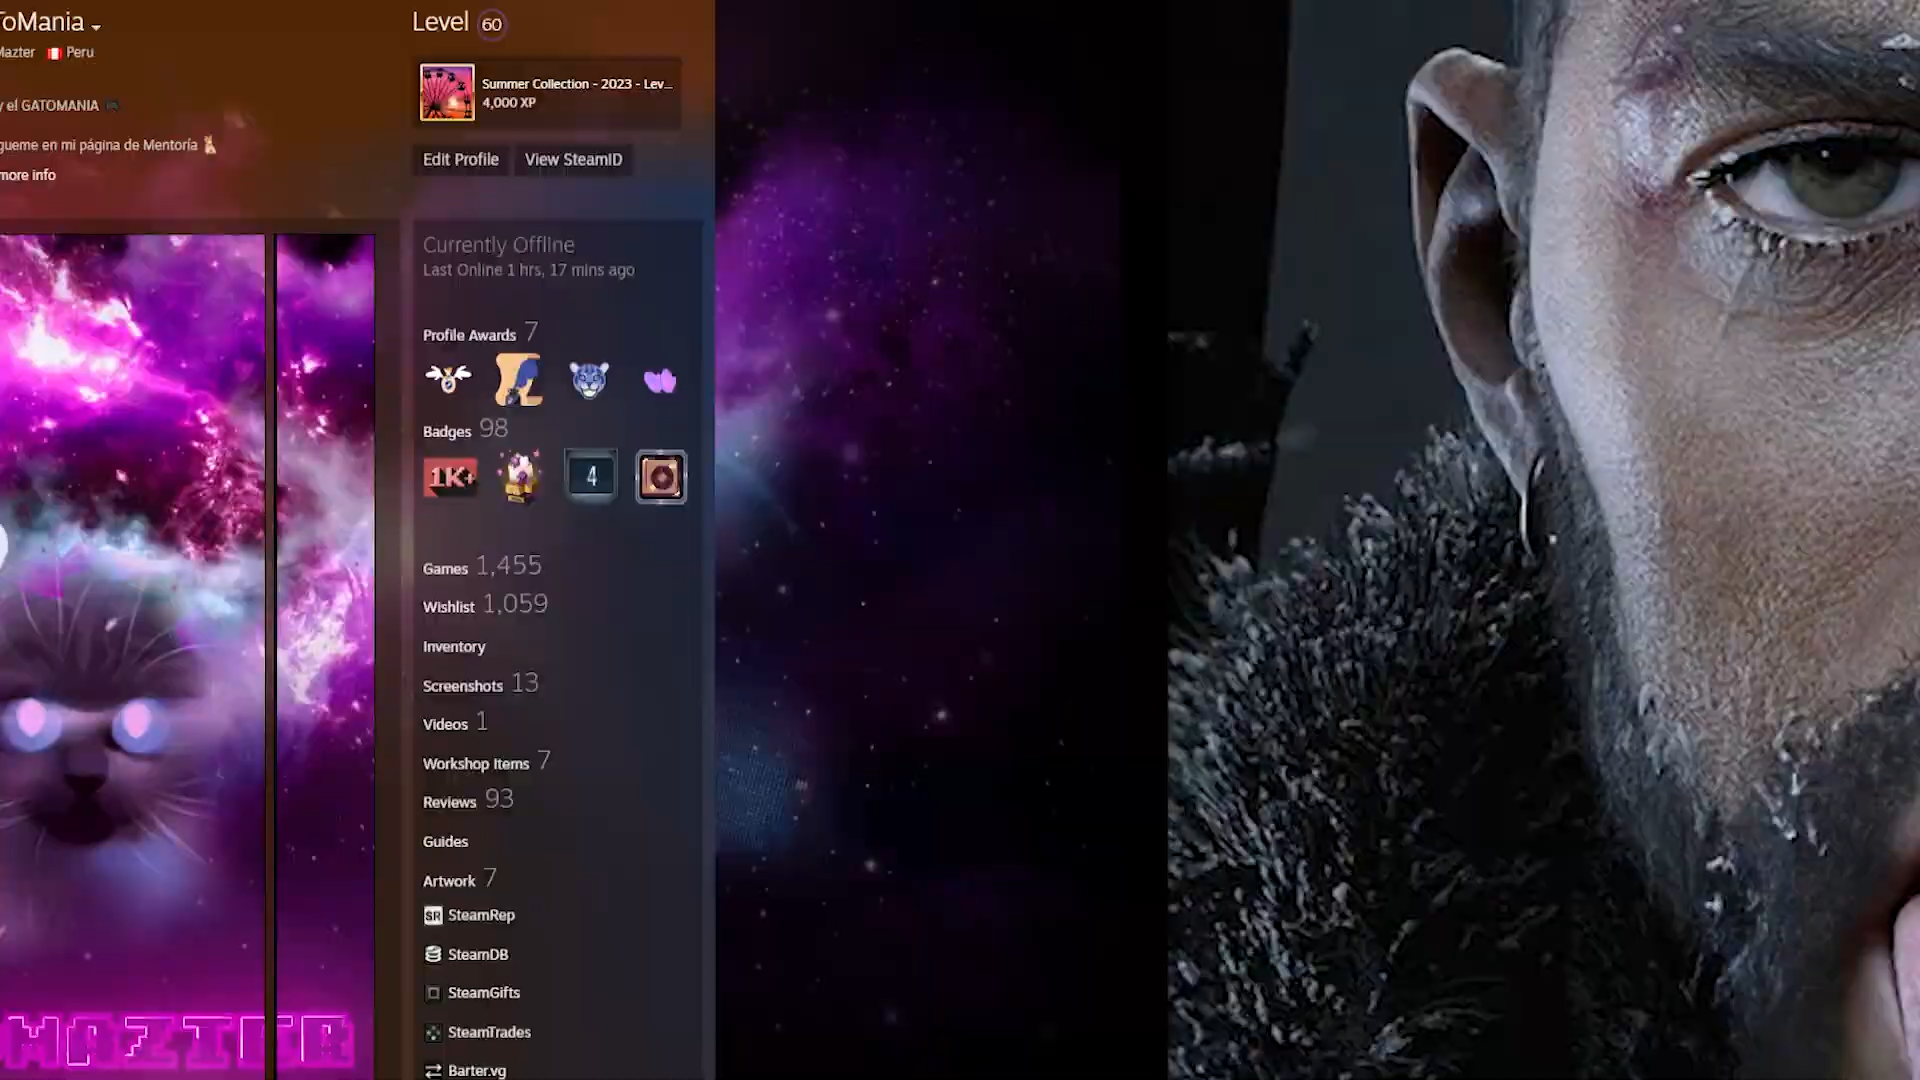 ToMania
Mazter Peru
y el GATOMANIA
gueme en mi página de Mentoría
more info
Level 60
Summer Collection - 2023 - Lev...
4,000 XP
Edit Profile View SteamID
Currently Offline
Last Online 1 hrs, 17 mins ago
Profile Awards 7
Badges 98
1K+ 4
Games 1,455
Wishlist 1,059
Inventory
Screenshots 13
Videos 1
Workshop Items 7
Reviews 93
Guides
Artwork 7
SR SteamRep
SteamDB
SteamGifts
SteamTrades
Barter.vg
MAZTER